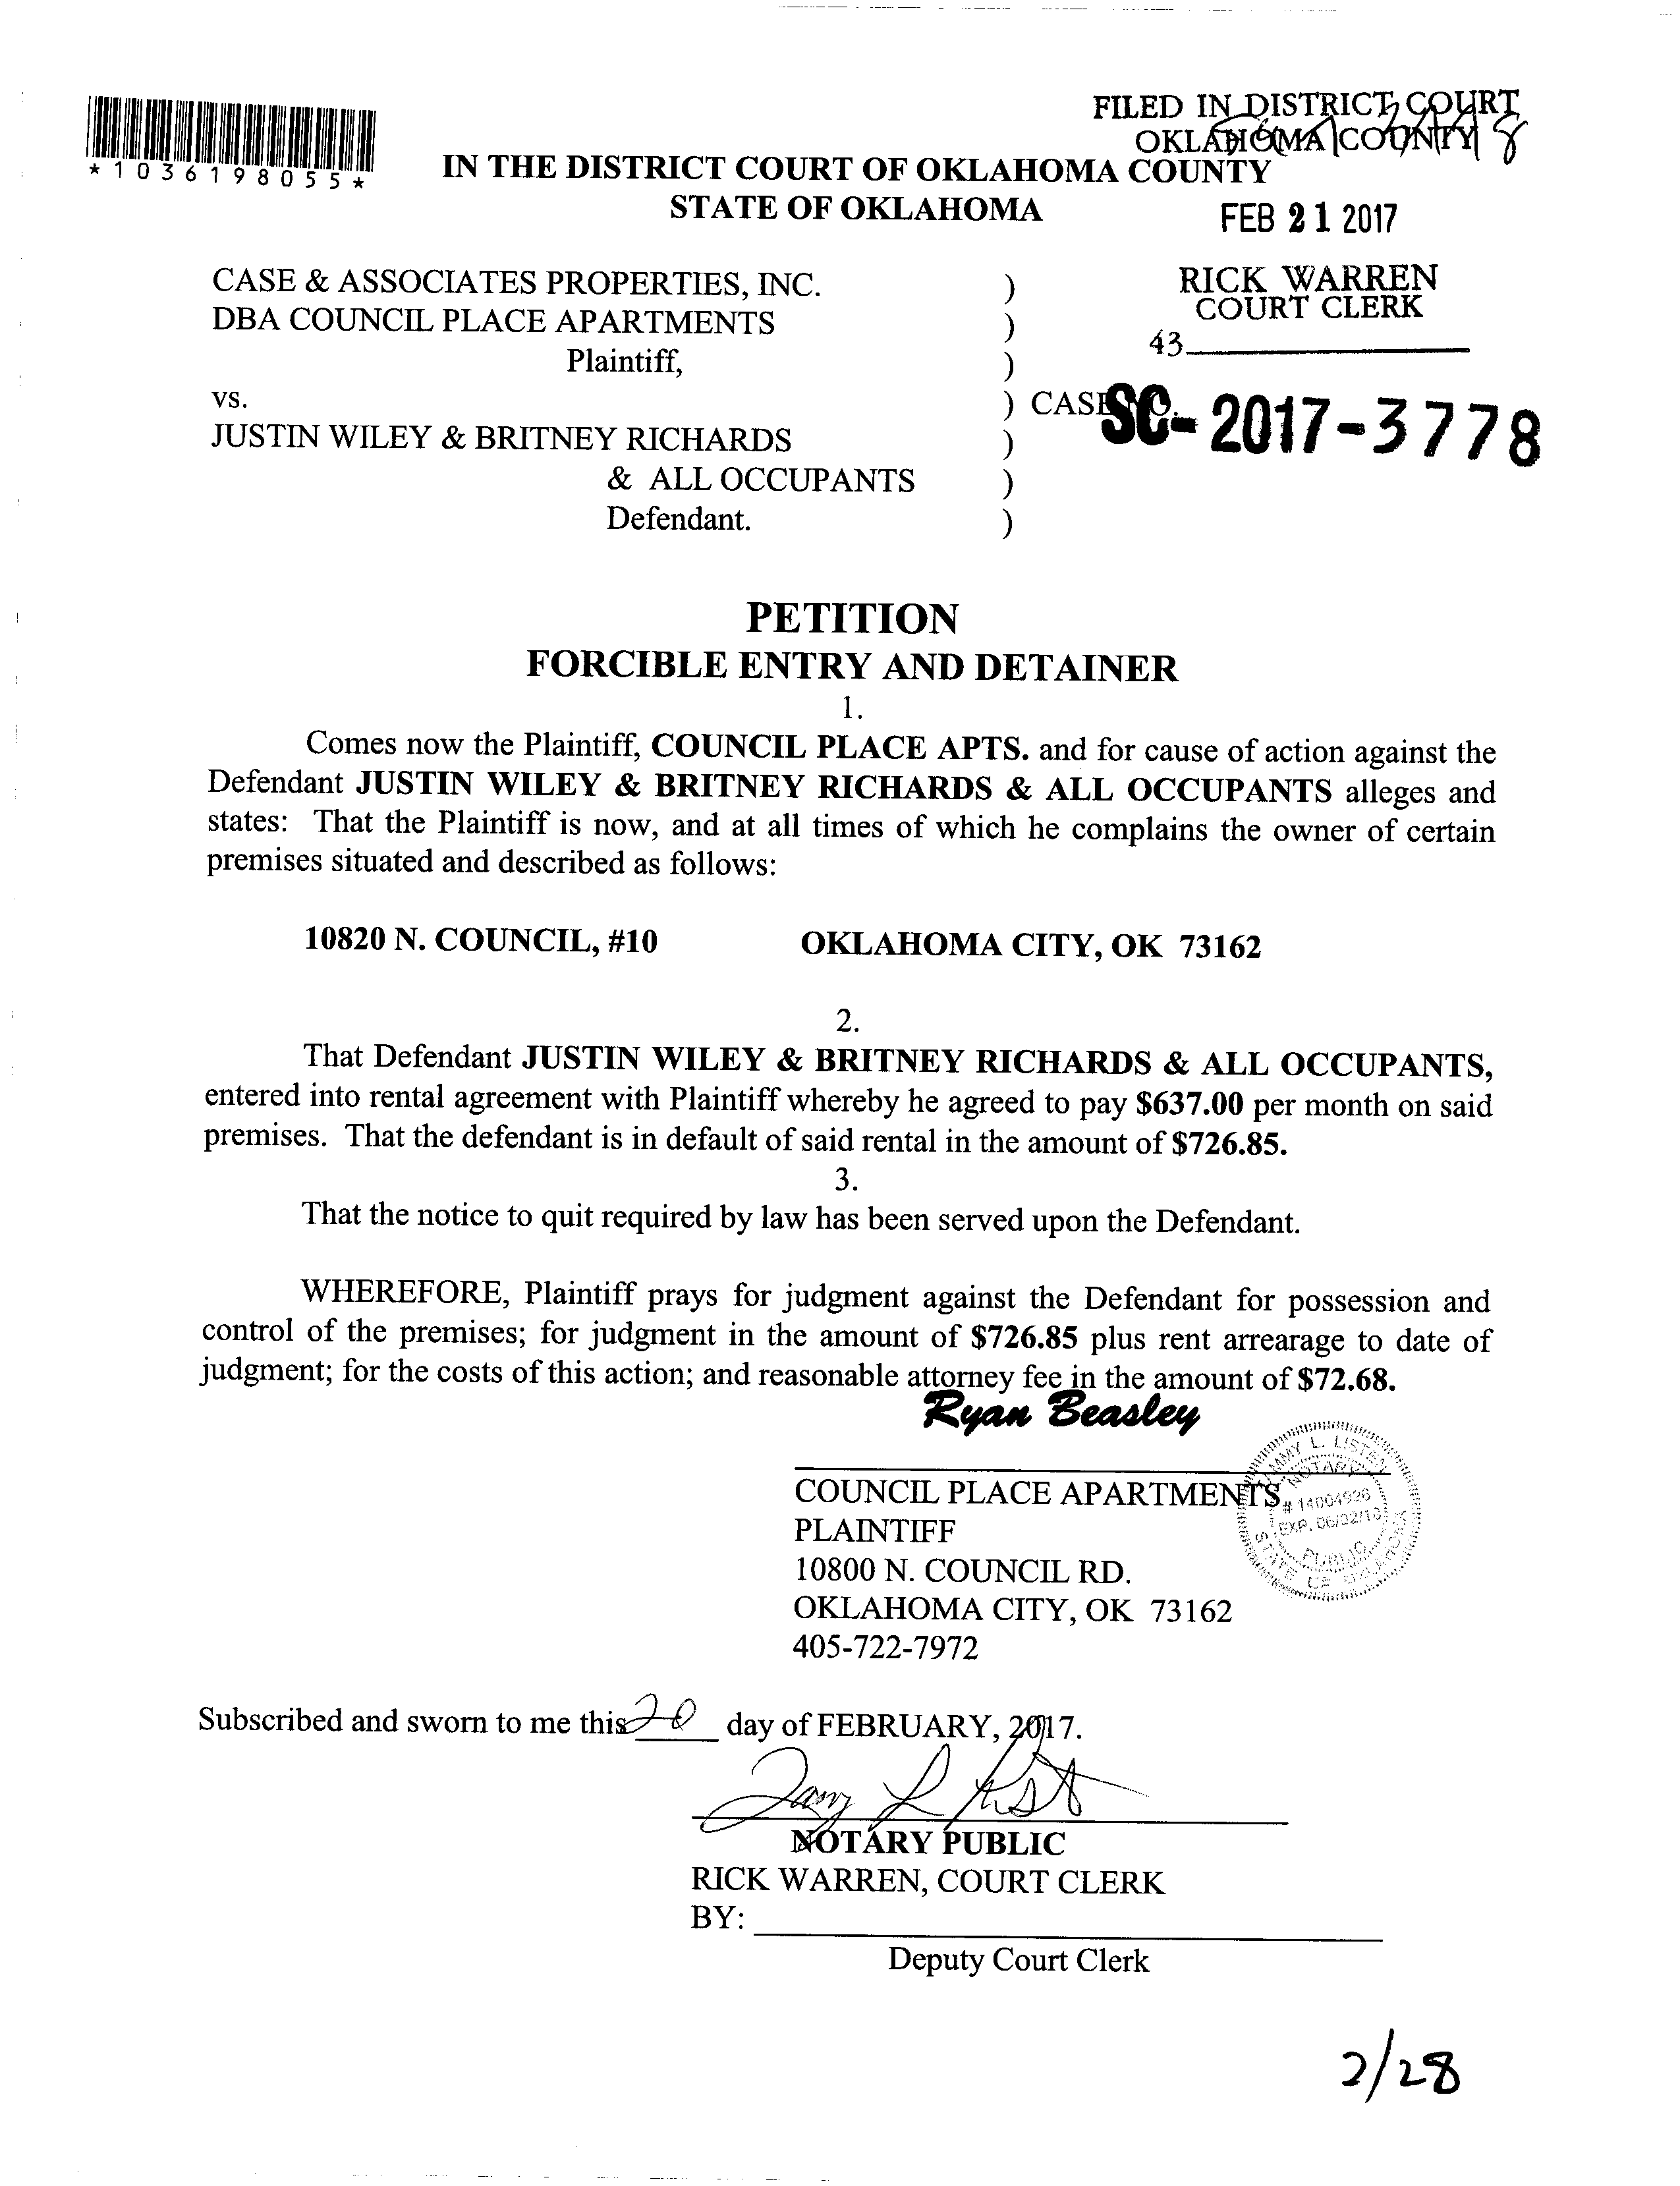 *1036198055*
FILED IN DISTRICT COURT
OKLAHOMA COUNTY
IN THE DISTRICT COURT OF OKLAHOMA COUNTY
STATE OF OKLAHOMA
FEB 21 2017
CASE & ASSOCIATES PROPERTIES, INC. )
DBA COUNCIL PLACE APARTMENTS )
Plaintiff, )
RICK WARREN
COURT CLERK
43
vs. ) CASE NO. SC-2017-3778
JUSTIN WILEY & BRITNEY RICHARDS )
& ALL OCCUPANTS )
Defendant. )
PETITION
FORCIBLE ENTRY AND DETAINER
1.
Comes now the Plaintiff, COUNCIL PLACE APTS. and for cause of action against the
Defendant JUSTIN WILEY & BRITNEY RICHARDS & ALL OCCUPANTS alleges and
states: That the Plaintiff is now, and at all times of which he complains the owner of certain
premises situated and described as follows:
10820 N. COUNCIL, #10 OKLAHOMA CITY, OK 73162
2.
That Defendant JUSTIN WILEY & BRITNEY RICHARDS & ALL OCCUPANTS,
entered into rental agreement with Plaintiff whereby he agreed to pay $637.00 per month on said
premises. That the defendant is in default of said rental in the amount of $726.85.
3.
That the notice to quit required by law has been served upon the Defendant.
WHEREFORE, Plaintiff prays for judgment against the Defendant for possession and
control of the premises; for judgment in the amount of $726.85 plus rent arrearage to date of
judgment; for the costs of this action; and reasonable attorney fee in the amount of $72.68.
Ryan Beasley
COUNCIL PLACE APARTMENTS
PLAINTIFF
10800 N. COUNCIL RD.
OKLAHOMA CITY, OK 73162
405-722-7972
NOTARY
# 14004926
PUBLIC
STATE OF OKLAHOMA
Subscribed and sworn to me this 20 day of FEBRUARY, 2017.
NOTARY PUBLIC
RICK WARREN, COURT CLERK
BY:
Deputy Court Clerk
2/28